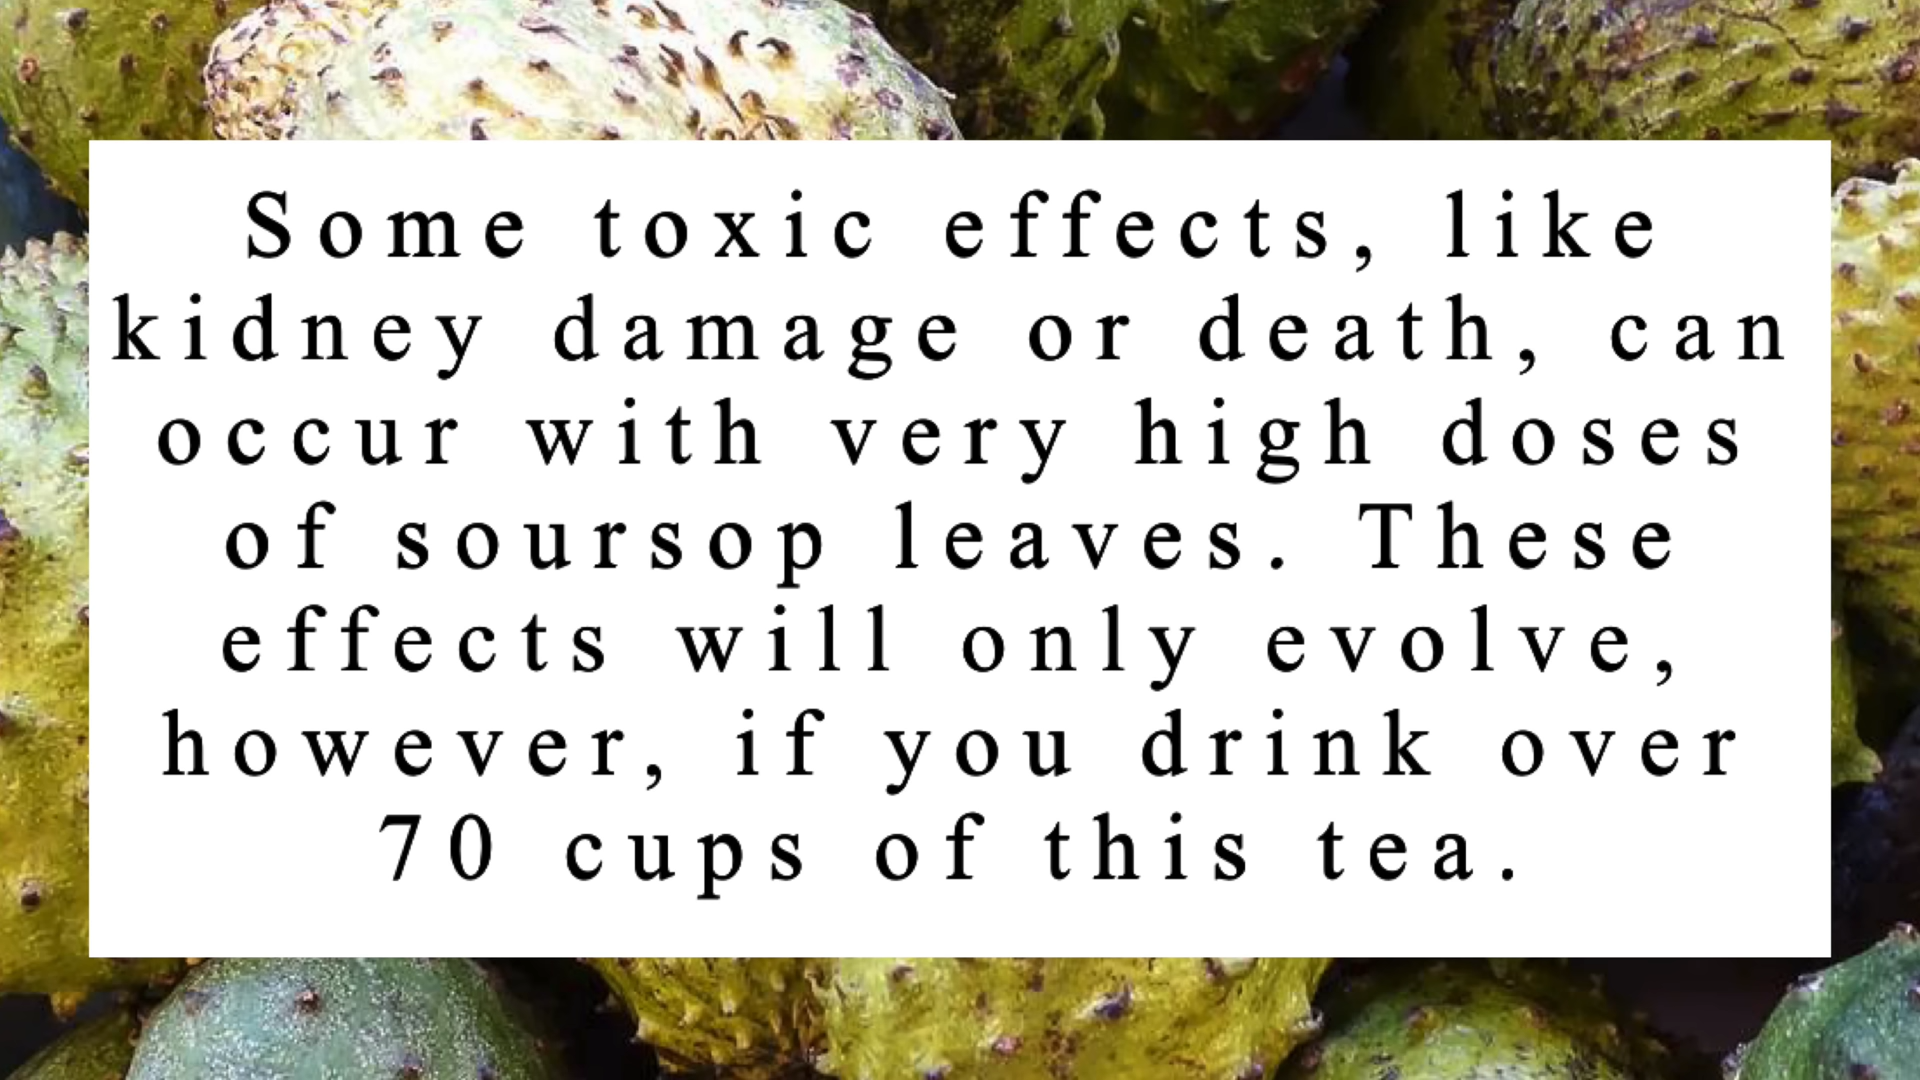 Some toxic effects, like
kidney damage or death, can
occur with very high doses
of soursop leaves. These
effects will only evolve,
however, if you drink over
70 cups of this tea.